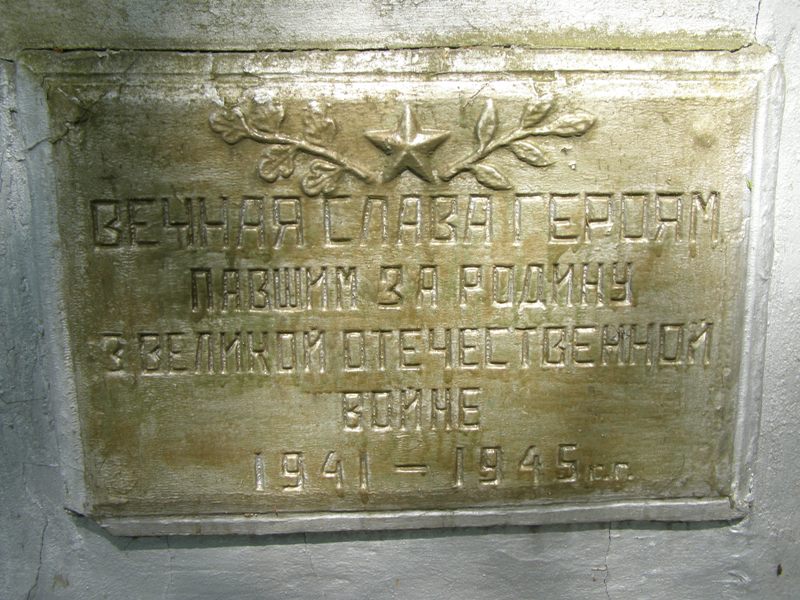 ВЕЧНАЯ СЛАВА ГЕРОЯМ
ПАВШИМ ЗА РОДИНУ
В ВЕЛИКОЙ ОТЕЧЕСТВЕННОЙ
ВОЙНЕ
1941 – 1945 г.г.